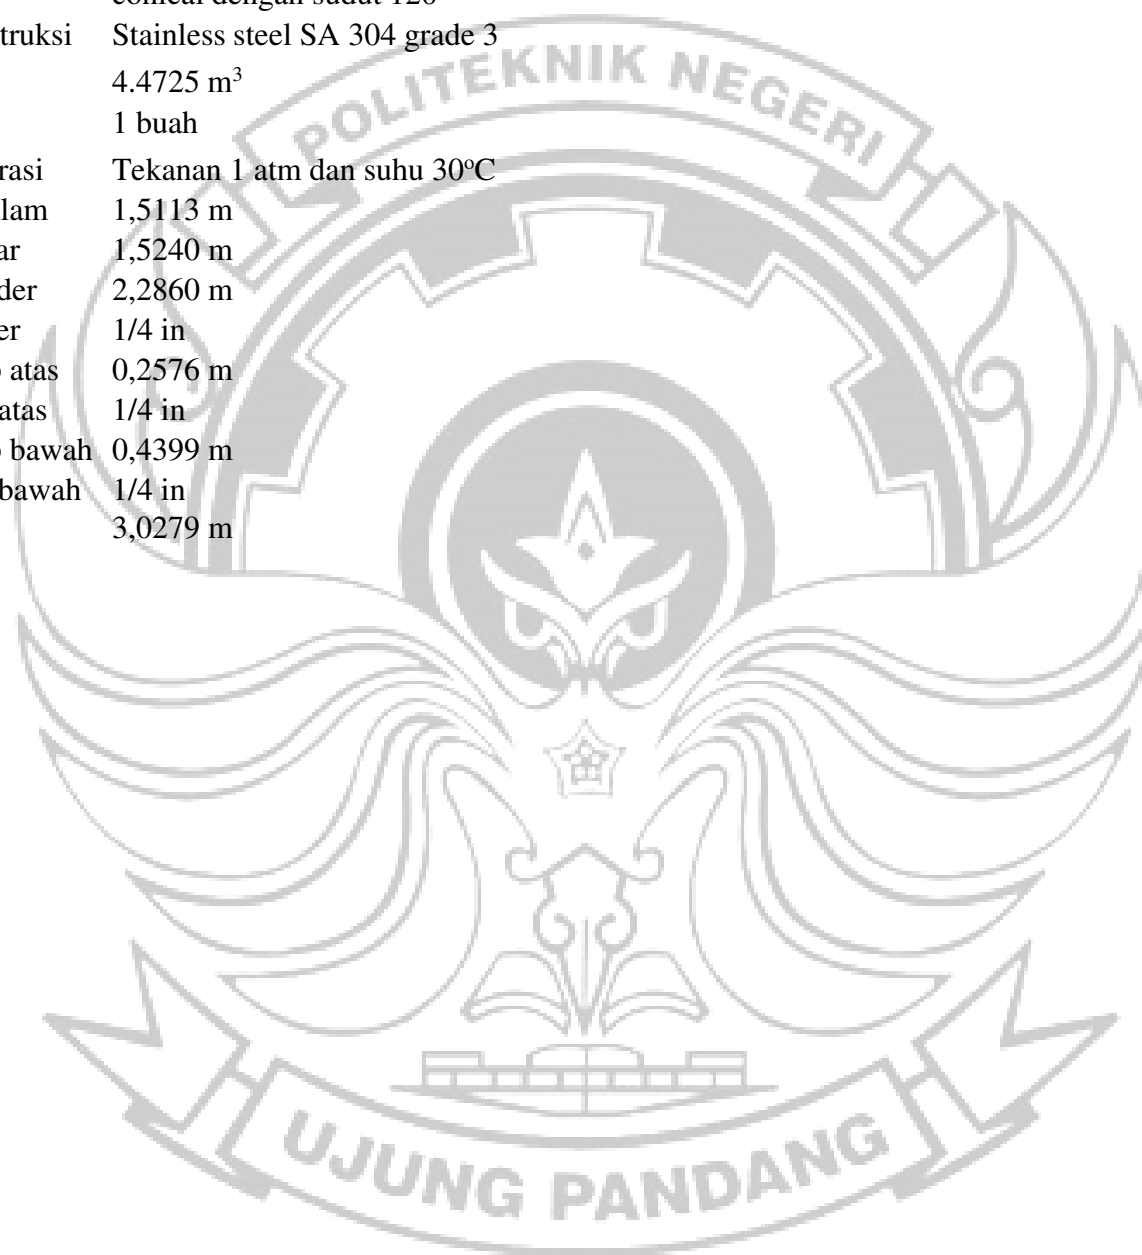 conical dengan sudut 120
truksi Stainless steel SA 304 grade 3
4.4725 m³
1 buah
rasi Tekanan 1 atm dan suhu 30ºC
lam 1,5113 m
ar 1,5240 m
der 2,2860 m
er 1/4 in
atas 0,2576 m
atas 1/4 in
bawah 0,4399 m
bawah 1/4 in
3,0279 m
POLITEKNIK NEGERI
UJUNG PANDANG